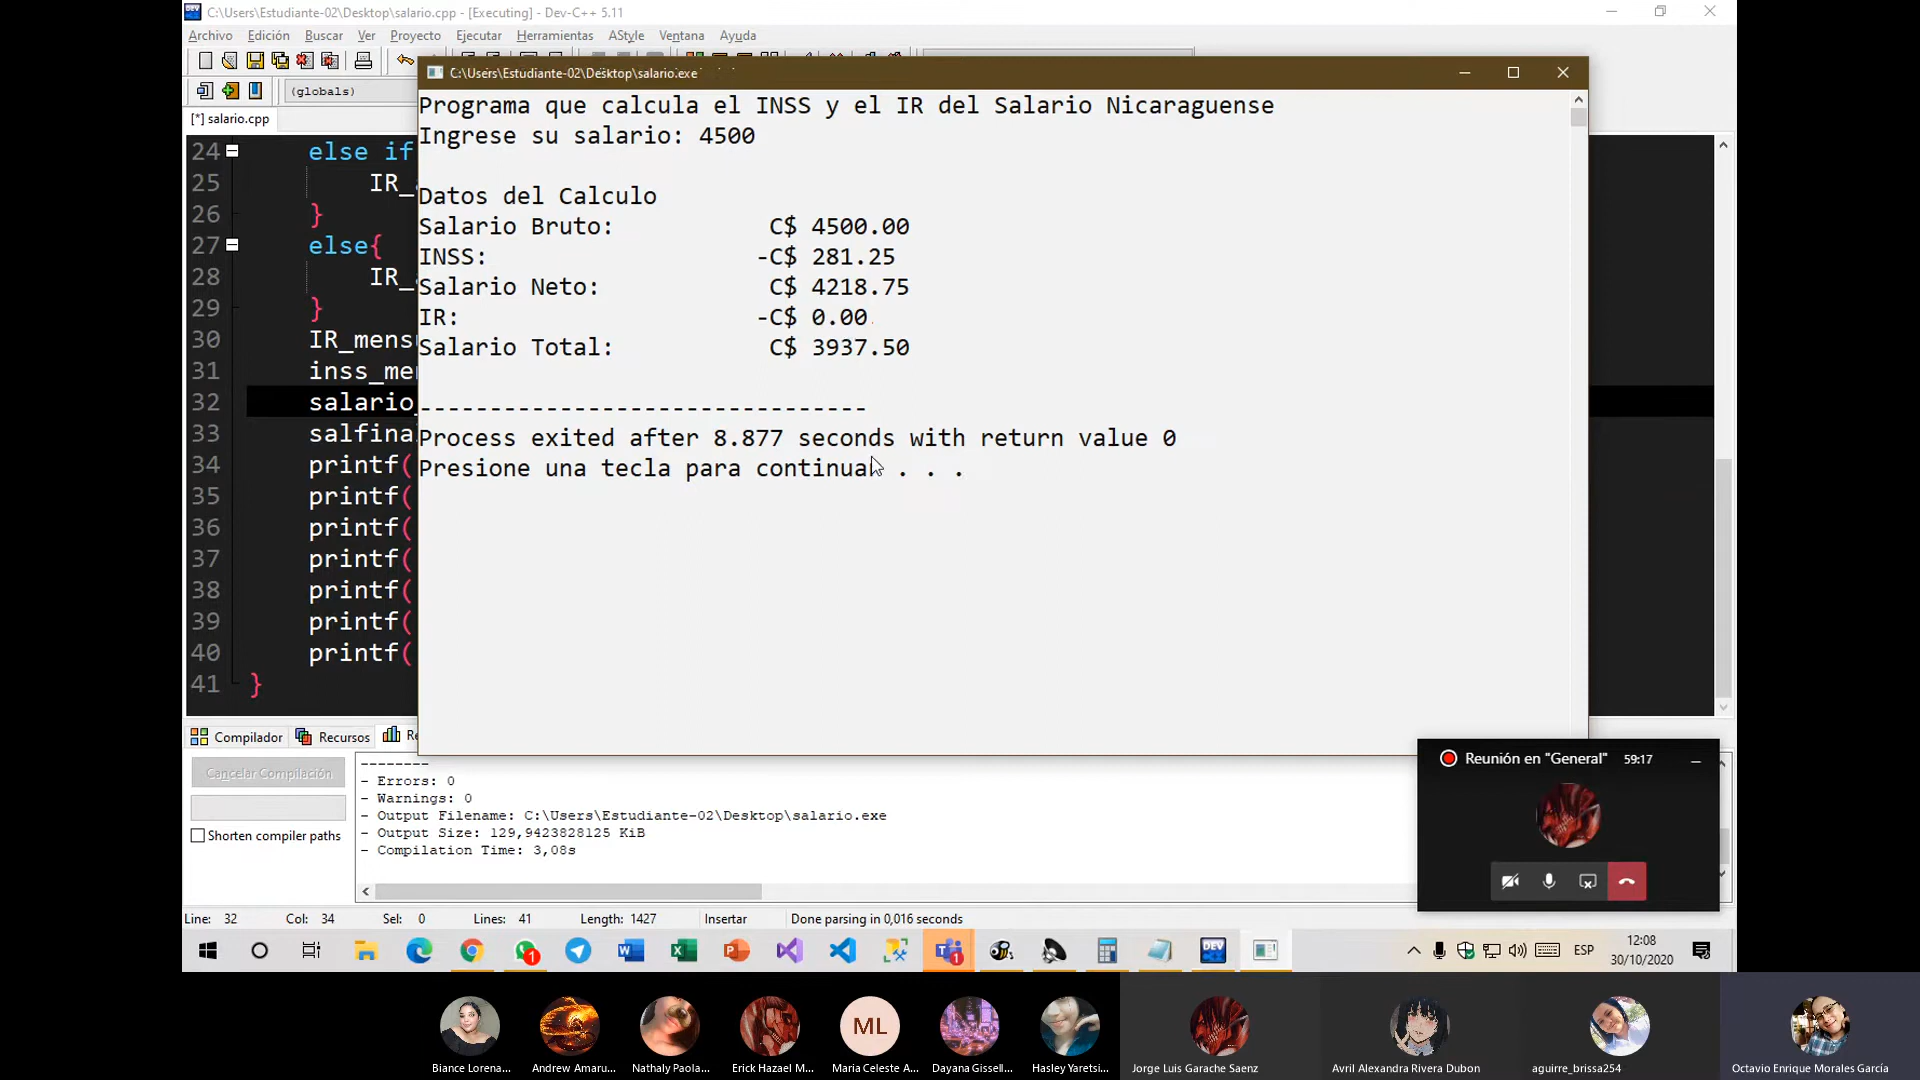 C:\Users\Estudiante-02\Desktop\salario.cpp - [Executing] - Dev-C++ 5.11
Archivo Edición Buscar Ver Proyecto Ejecutar Herramientas AStyle Ventana Ayuda
(globals)
[*] salario.cpp
C:\Users\Estudiante-02\Desktop\salario.exe
Programa que calcula el INSS y el IR del Salario Nicaraguense
Ingrese su salario: 4500
Datos del Calculo
Salario Bruto: C$ 4500.00
INSS: -C$ 281.25
Salario Neto: C$ 4218.75
IR: -C$ 0.00
Salario Total: C$ 3937.50
--------------------------------
Process exited after 8.877 seconds with return value 0
Presione una tecla para continuar . . .
24 else if
25 IR_
26 }
27 else{
28 IR_
29 }
30 IR_mens
31 inss_me
32 salario_
33 salfina
34 printf(
35 printf(
36 printf(
37 printf(
38 printf(
39 printf(
40 printf(
41 }
Compilador Recursos Re
Cancelar Compilación
Shorten compiler paths
--------
- Errors: 0
- Warnings: 0
- Output Filename: C:\Users\Estudiante-02\Desktop\salario.exe
- Output Size: 129,9423828125 KiB
- Compilation Time: 3,08s
Reunión en "General" 59:17
Line: 32 Col: 34 Sel: 0 Lines: 41 Length: 1427 Insertar Done parsing in 0,016 seconds
ESP
12:08
30/10/2020
Biance Lorena... Andrew Amaru... Nathaly Paola... Erick Hazael M... Maria Celeste A... Dayana Gissell... Hasley Yaretsi... Jorge Luis Garache Saenz Avril Alexandra Rivera Dubon aguirre_brissa254 Octavio Enrique Morales García
ML